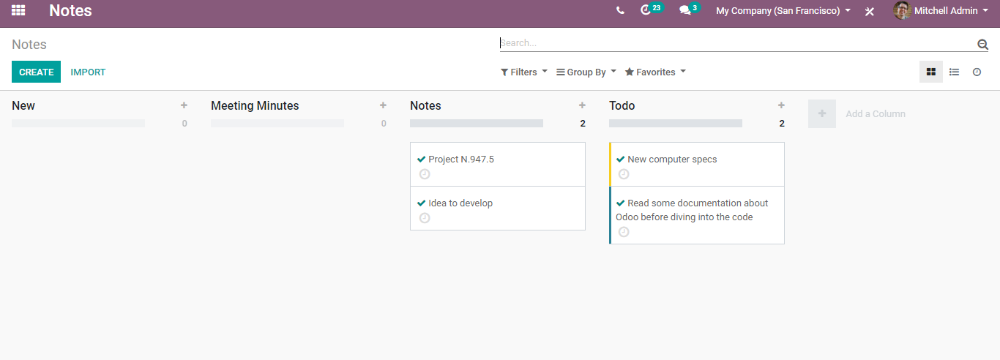 Notes
23
3
My Company (San Francisco)
Mitchell Admin
Notes
Search...
CREATE
IMPORT
Filters
Group By
Favorites
New
0
Meeting Minutes
0
Notes
2
Project N.947.5
Idea to develop
Todo
2
New computer specs
Read some documentation about
Odoo before diving into the code
Add a Column